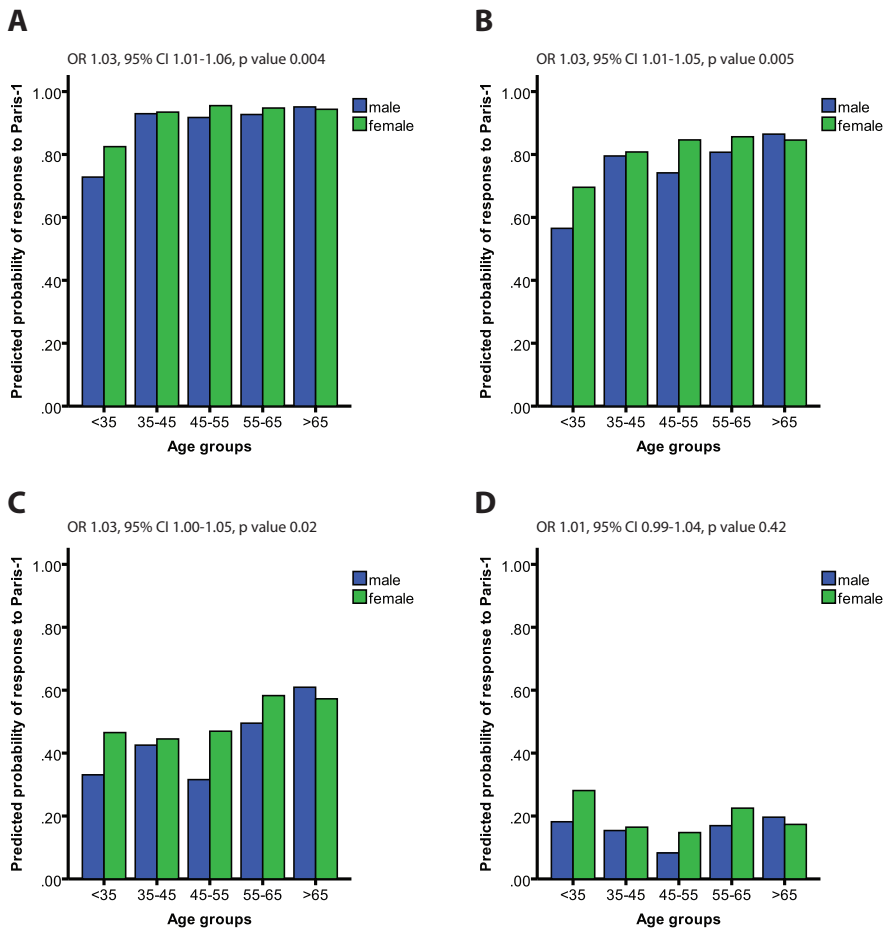 A
OR 1.03, 95% CI 1.01-1.06, p value 0.004
Predicted probability of response to Paris-1
1.00
.80
.60
.40
.20
.00
<35
35-45
45-55
55-65
>65
Age groups
male
female
B
OR 1.03, 95% CI 1.01-1.05, p value 0.005
Predicted probability of response to Paris-1
1.00
.80
.60
.40
.20
.00
<35
35-45
45-55
55-65
>65
Age groups
male
female
C
OR 1.03, 95% CI 1.00-1.05, p value 0.02
Predicted probability of response to Paris-1
1.00
.80
.60
.40
.20
.00
<35
35-45
45-55
55-65
>65
Age groups
male
female
D
OR 1.01, 95% CI 0.99-1.04, p value 0.42
Predicted probability of response to Paris-1
1.00
.80
.60
.40
.20
.00
<35
35-45
45-55
55-65
>65
Age groups
male
female